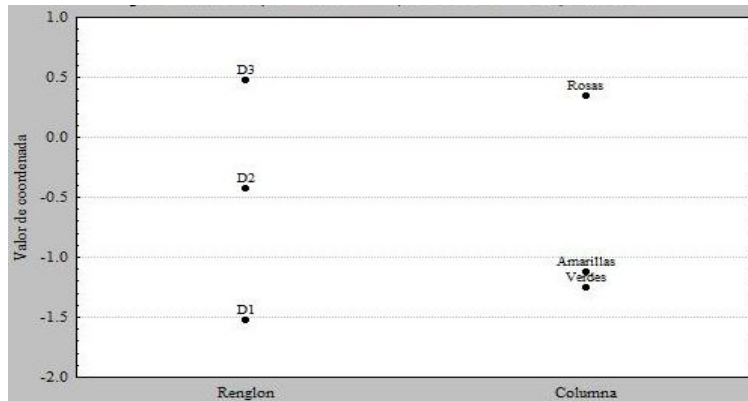 1.0
D3
Rosas
0.5
0.0
D2
-0.5
Amarillas
-1.0
Verdes
D1
-1.5
-2.0
Valor de coordenada
Renglon
Columna